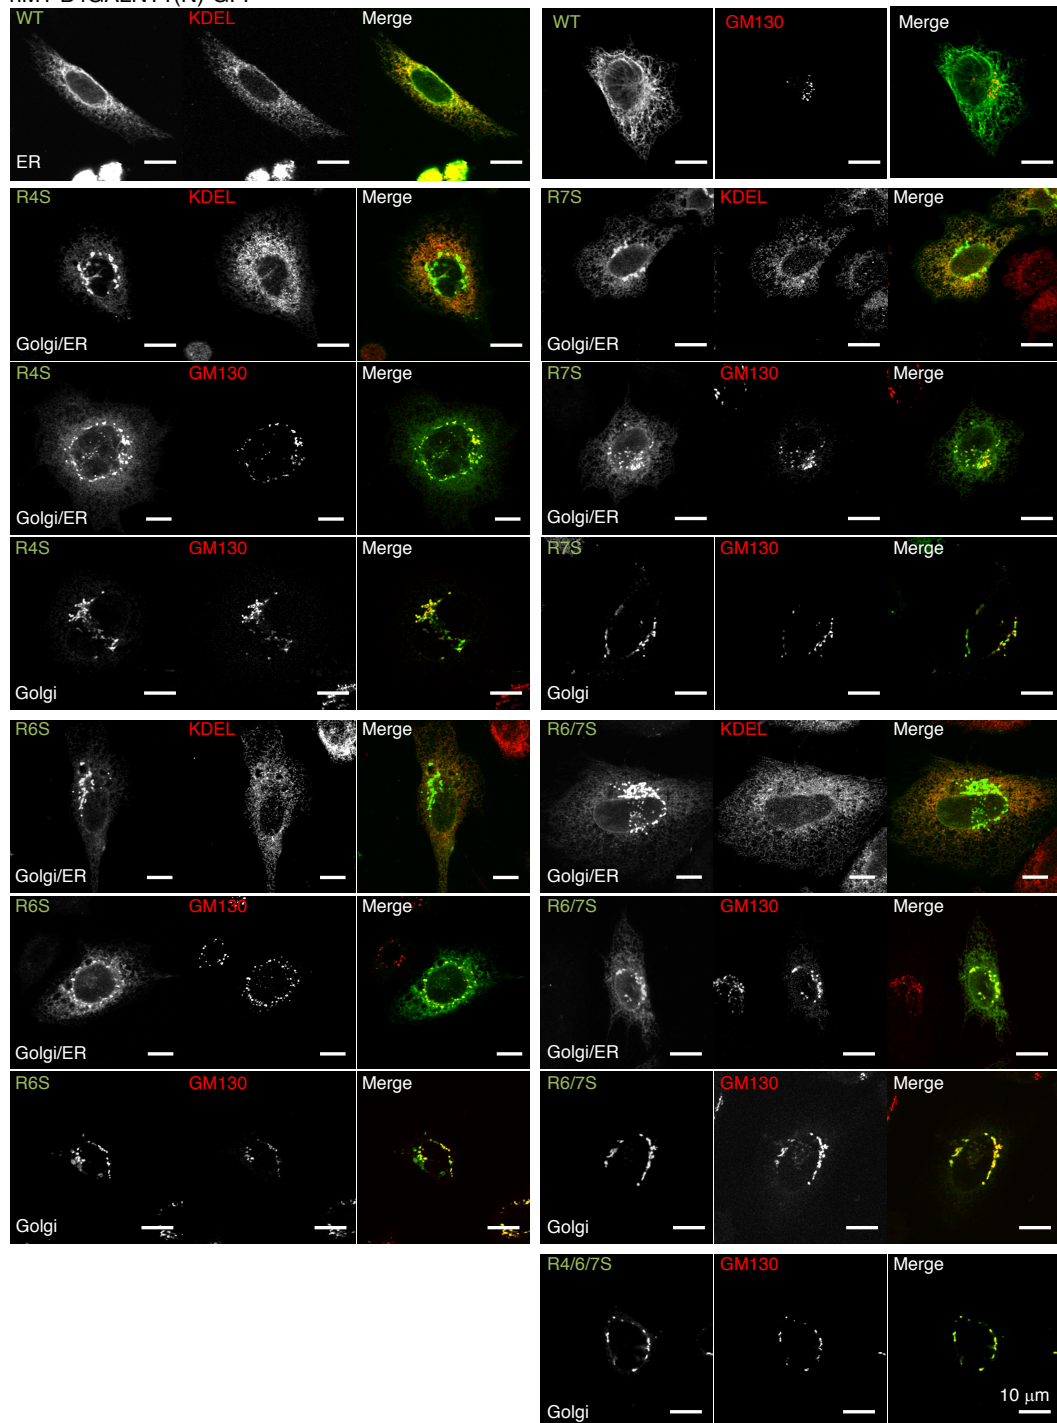 WT KDEL Merge
ER
WT GM130 Merge
R4S KDEL Merge
Golgi/ER
R7S KDEL Merge
Golgi/ER
R4S GM130 Merge
Golgi/ER
R7S GM130 Merge
Golgi/ER
R4S GM130 Merge
Golgi
R7S GM130 Merge
Golgi
R6S KDEL Merge
Golgi/ER
R6/7S KDEL Merge
Golgi/ER
R6S GM130 Merge
Golgi/ER
R6/7S GM130 Merge
Golgi/ER
R6S GM130 Merge
Golgi
R6/7S GM130 Merge
Golgi
R4/6/7S GM130 Merge
Golgi
10 μm